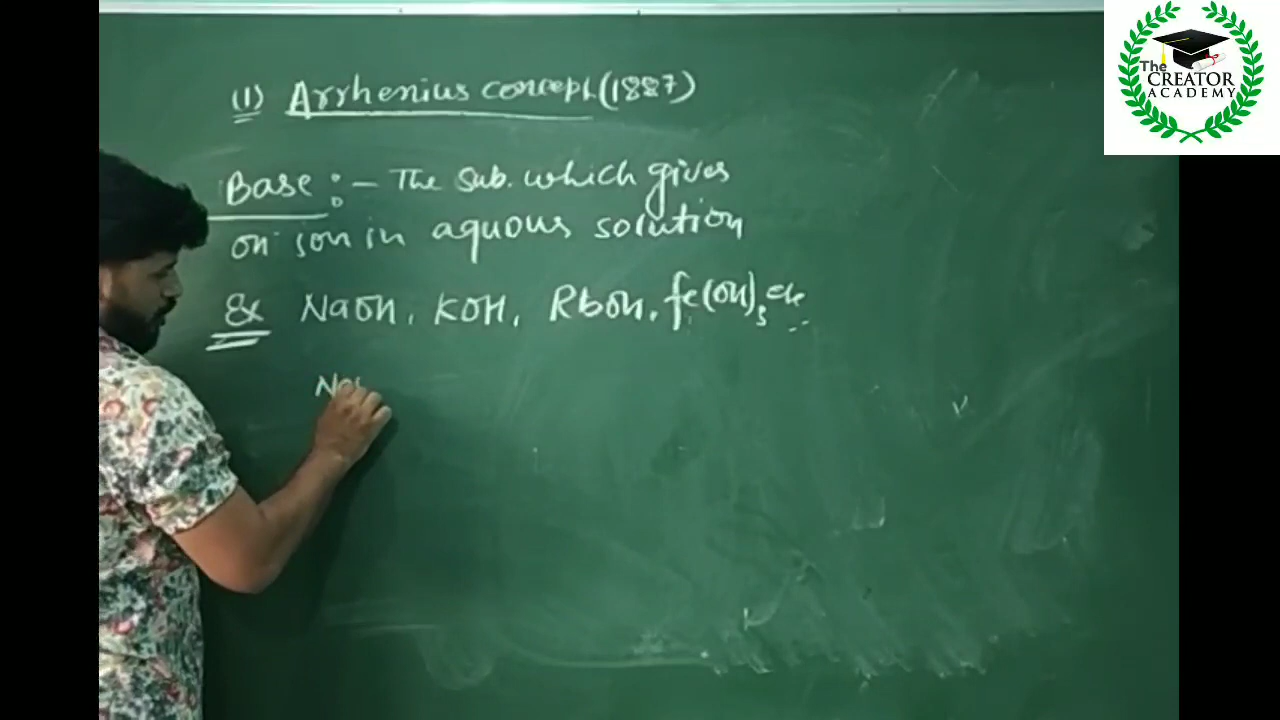 (1) Arrhenius concept (1887)
Base :- The Sub. which gives
OH⁻ ion in aquous solution
Ex NaOH, KOH, RbOH, Fe(OH)₃ etc
Na
The
CREATOR
ACADEMY